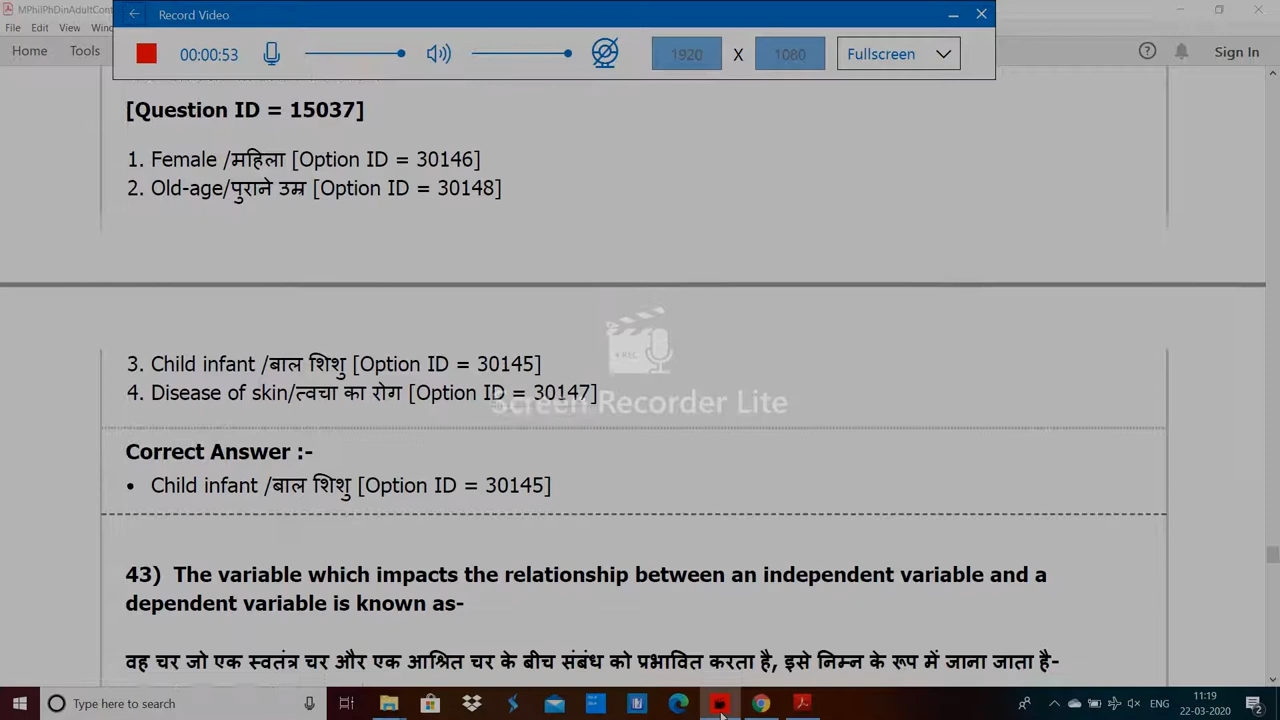 MPhilPhDinAdultCont
Record Video
File Edit View Window
00:00:53
1920 X 1080 Fullscreen
Home Tools
Sign In
[Question ID = 15037]
1. Female /महिला [Option ID = 30146]
2. Old-age/पुराने उम्र [Option ID = 30148]
3. Child infant /बाल शिशु [Option ID = 30145]
4. Disease of skin/त्वचा का रोग [Option ID = 30147]
Screen Recorder Lite
Correct Answer :-
• Child infant /बाल शिशु [Option ID = 30145]
43) The variable which impacts the relationship between an independent variable and a
dependent variable is known as-
वह चर जो एक स्वतंत्र चर और एक आश्रित चर के बीच संबंध को प्रभावित करता है, इसे निम्न के रूप में जाना जाता है-
Type here to search
ENG
11:19
22-03-2020
2